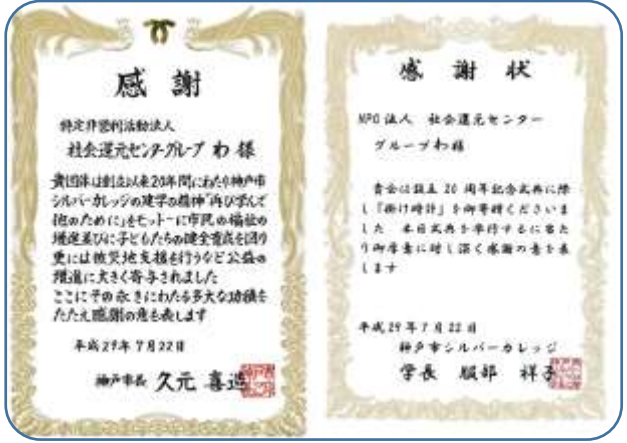 感謝
特定非営利活動法人
社会還元センターグループ わ 様
貴団体は創立以来20年間にわたり神戸市
シルバーカレッジの建学の精神“再び学んで
他のために”をモットーに市民の福祉の
増進並びに子どもたちの健全育成を図り
更には被災地支援を行うなど公益の
増進に大きく寄与されました
ここにその永きにわたる多大な功績を
たたえ感謝の意を表します
平成29年7月22日
神戸市長 久元 喜造
感謝状
NPO法人 社会還元センター
グループわ様
貴会は設立20周年記念式典に際
し「掛け時計」を御寄贈くださいま
した 本日式典を挙行するに当た
り御厚意に対し深く感謝の意を表
します
平成29年7月22日
神戸市シルバーカレッジ
学長 服部 祥子